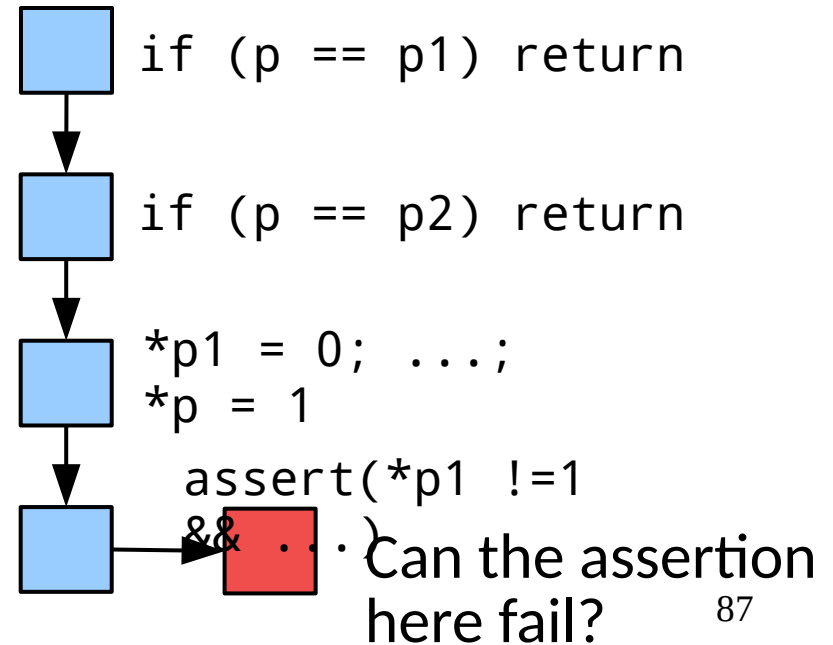 if (p == p1) return
if (p == p2) return
*p1 = 0; ...;
*p = 1
assert(*p1 !=1
&& ...)
Can the assertion
here fail?
87